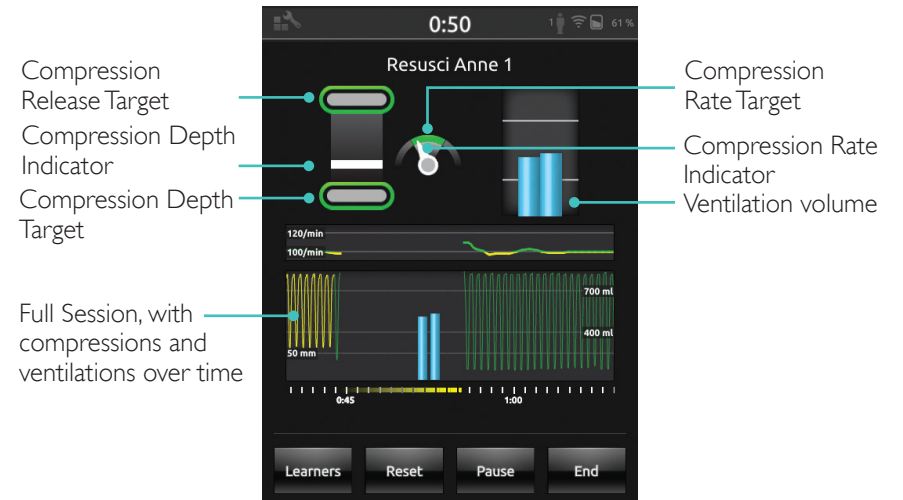 0:50
1
61 %
Resusci Anne 1
Compression
Release Target
Compression Depth
Indicator
Compression Depth
Target
Compression
Rate Target
Compression Rate
Indicator
Ventilation volume
120/min
100/min
Full Session, with
compressions and
ventilations over time
700 ml
400 ml
50 mm
0:45
1:00
Learners
Reset
Pause
End